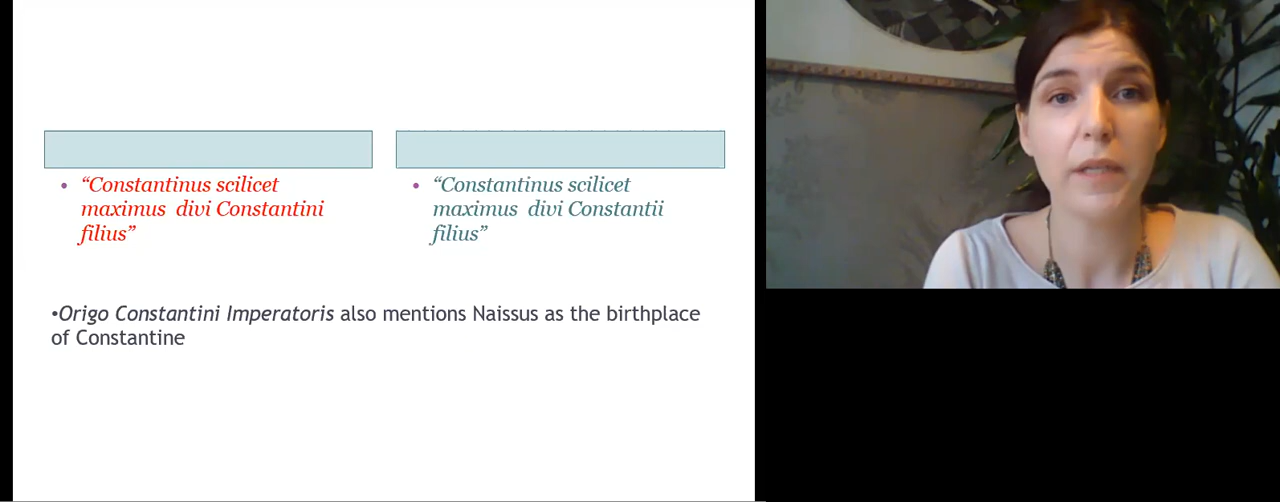 • “Constantinus scilicet
maximus divi Constantini
filius”
• “Constantinus scilicet
maximus divi Constantii
filius”
•Origo Constantini Imperatoris also mentions Naissus as the birthplace
of Constantine